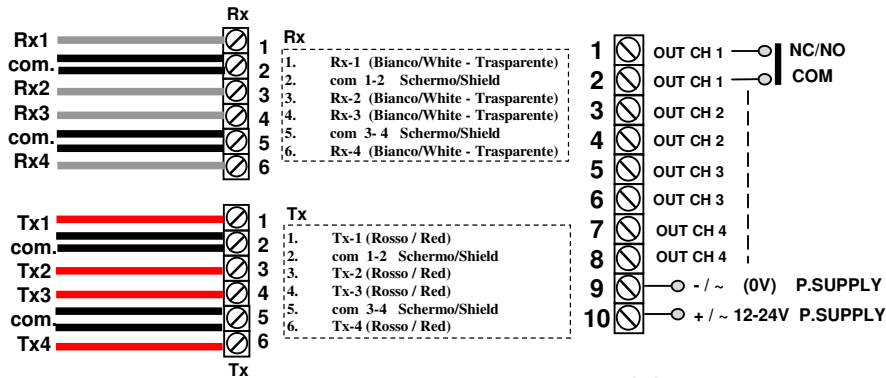 Rx
Rx1
com.
Rx2
Rx3
com.
Rx4
1
2
3
4
5
6
Rx
1. Rx-1 (Bianco/White - Trasparente)
2. com 1-2 Schermo/Shield
3. Rx-2 (Bianco/White - Trasparente)
4. Rx-3 (Bianco/White - Trasparente)
5. com 3- 4 Schermo/Shield
6. Rx-4 (Bianco/White - Trasparente)
Tx1
com.
Tx2
Tx3
com.
Tx4
1
2
3
4
5
6
Tx
Tx
1. Tx-1 (Rosso / Red)
2. com 1-2 Schermo/Shield
3. Tx-2 (Rosso / Red)
4. Tx-3 (Rosso / Red)
5. com 3-4 Schermo/Shield
6. Tx-4 (Rosso / Red)
1 OUT CH 1 NC/NO
2 OUT CH 1 COM
3 OUT CH 2
4 OUT CH 2
5 OUT CH 3
6 OUT CH 3
7 OUT CH 4
8 OUT CH 4
9 - / ~ (0V) P.SUPPLY
10 + / ~ 12-24V P.SUPPLY